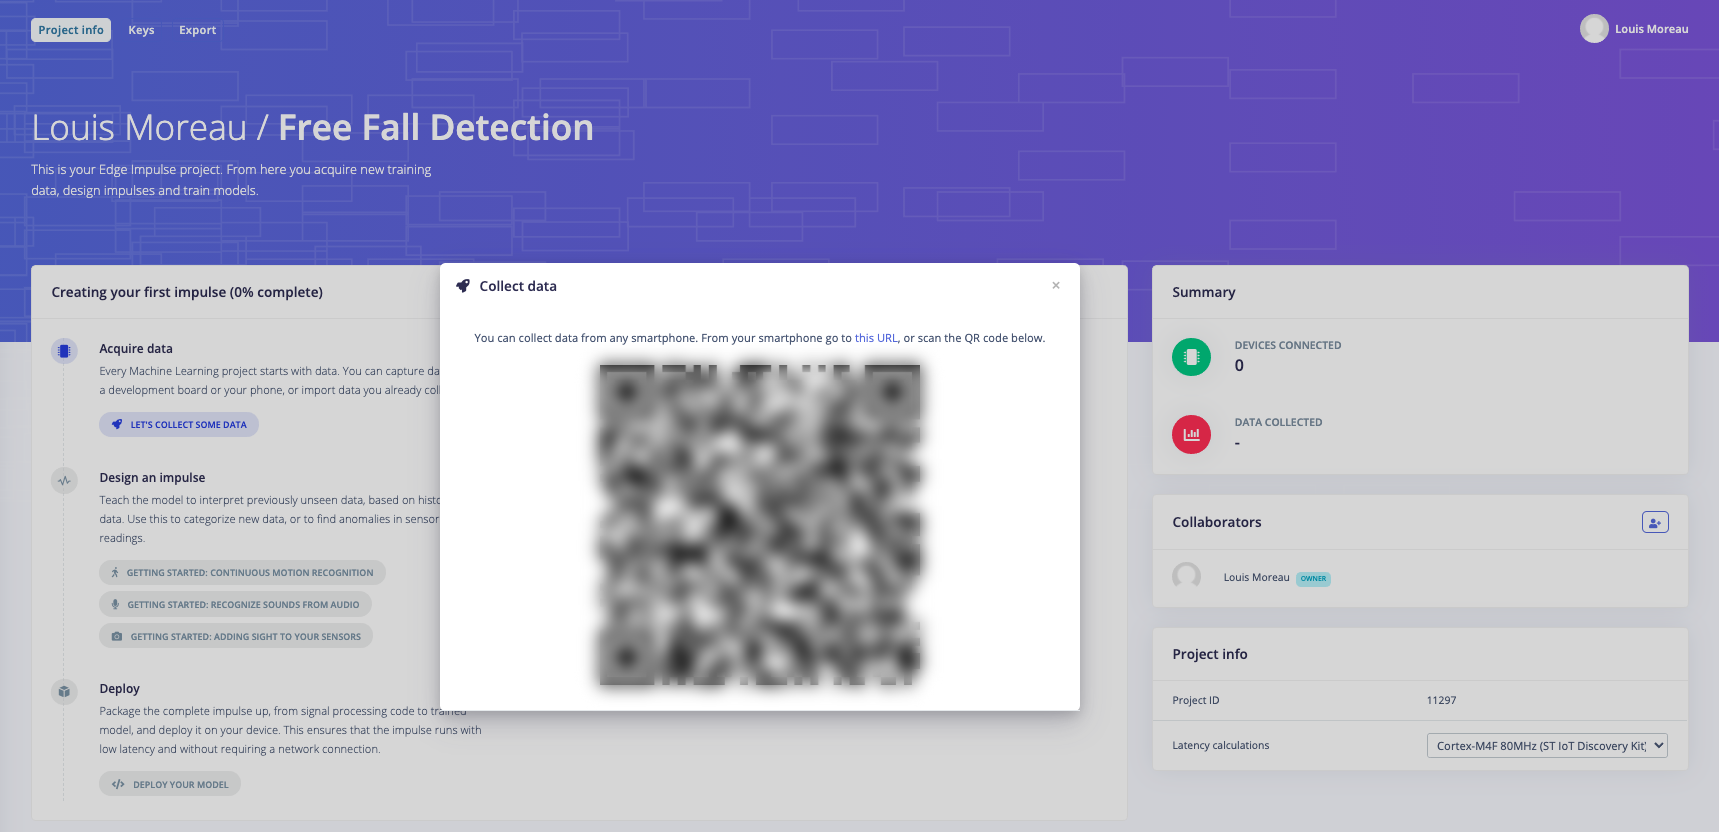 Project info
Keys
Export
Louis Moreau
Louis Moreau / Free Fall Detection
This is your Edge Impulse project. From here you acquire new training
data, design impulses and train models.
Creating your first impulse (0% complete)
Acquire data
Every Machine Learning project starts with data. You can capture da
a development board or your phone, or import data you already col
LET'S COLLECT SOME DATA
Design an impulse
Teach the model to interpret previously unseen data, based on histo
data. Use this to categorize new data, or to find anomalies in sensor
readings.
GETTING STARTED: CONTINUOUS MOTION RECOGNITION
GETTING STARTED: RECOGNIZE SOUNDS FROM AUDIO
GETTING STARTED: ADDING SIGHT TO YOUR SENSORS
Deploy
Package the complete impulse up, from signal processing code to trained
model, and deploy it on your device. This ensures that the impulse runs with
low latency and without requiring a network connection.
DEPLOY YOUR MODEL
Collect data
×
You can collect data from any smartphone. From your smartphone go to this URL, or scan the QR code below.
Summary
DEVICES CONNECTED
0
DATA COLLECTED
-
Collaborators
Louis Moreau OWNER
Project info
Project ID 11297
Latency calculations Cortex-M4F 80MHz (ST IoT Discovery Kit)